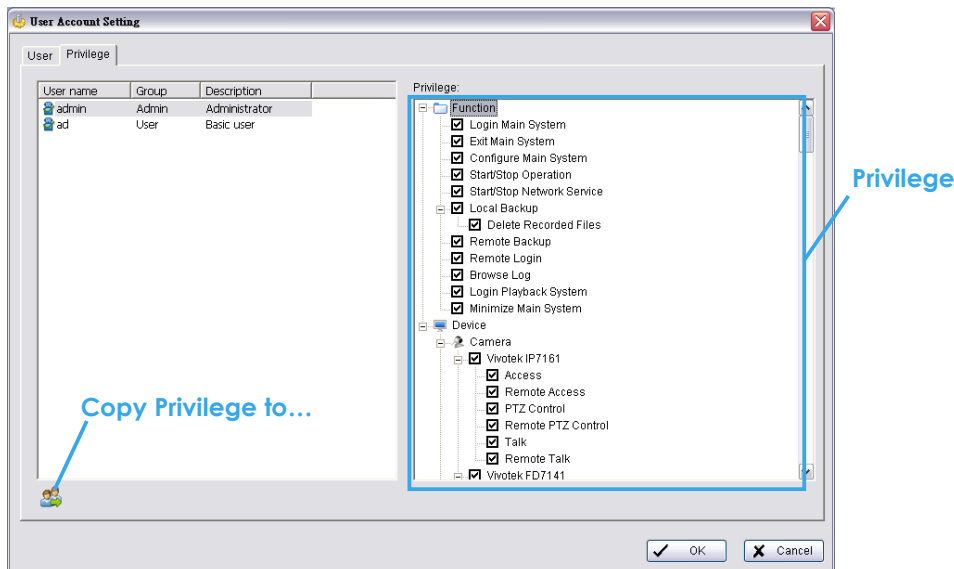 User Account Setting
User Privilege
User name Group Description
admin Admin Administrator
ad User Basic user
Copy Privilege to...
Privilege:
Function
Login Main System
Exit Main System
Configure Main System
Start/Stop Operation
Start/Stop Network Service
Local Backup
Delete Recorded Files
Remote Backup
Remote Login
Browse Log
Login Playback System
Minimize Main System
Device
Camera
Vivotek IP7161
Access
Remote Access
PTZ Control
Remote PTZ Control
Talk
Remote Talk
Vivotek FD7141
Privilege
OK Cancel